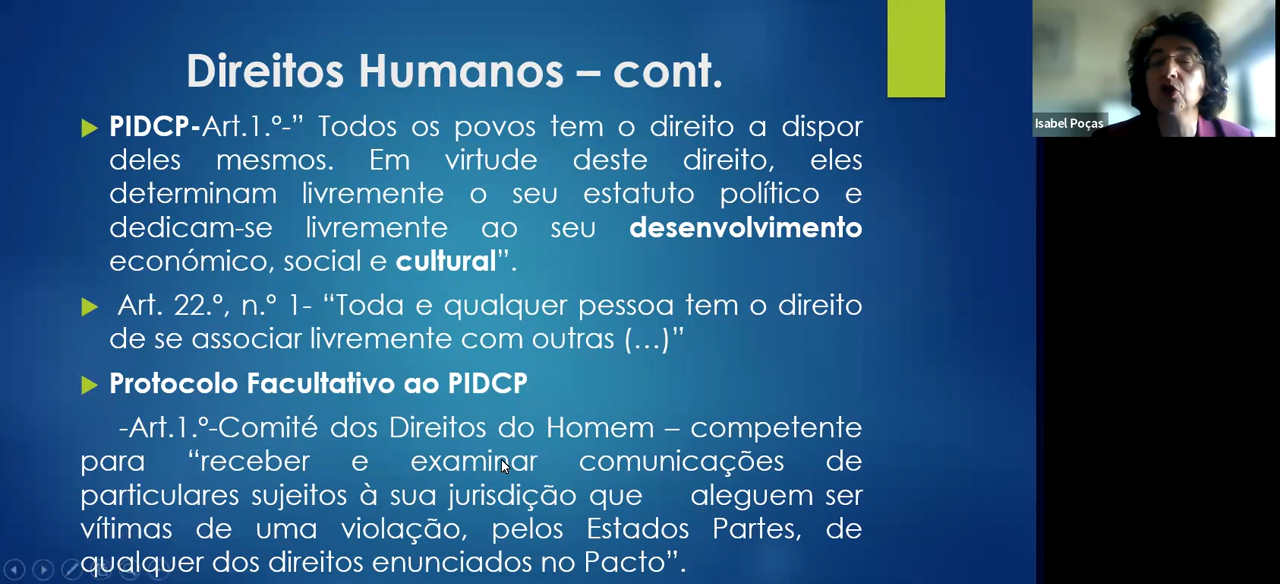 Direitos Humanos – cont.
Isabel Poças
PIDCP-Art.1.º-” Todos os povos tem o direito a dispor
deles mesmos. Em virtude deste direito, eles
determinam livremente o seu estatuto político e
dedicam-se livremente ao seu desenvolvimento
económico, social e cultural”.
Art. 22.º, n.º 1- “Toda e qualquer pessoa tem o direito
de se associar livremente com outras (…)”
Protocolo Facultativo ao PIDCP
-Art.1.º-Comité dos Direitos do Homem – competente
para “receber e examinar comunicações de
particulares sujeitos à sua jurisdição que aleguem ser
vítimas de uma violação, pelos Estados Partes, de
qualquer dos direitos enunciados no Pacto”.